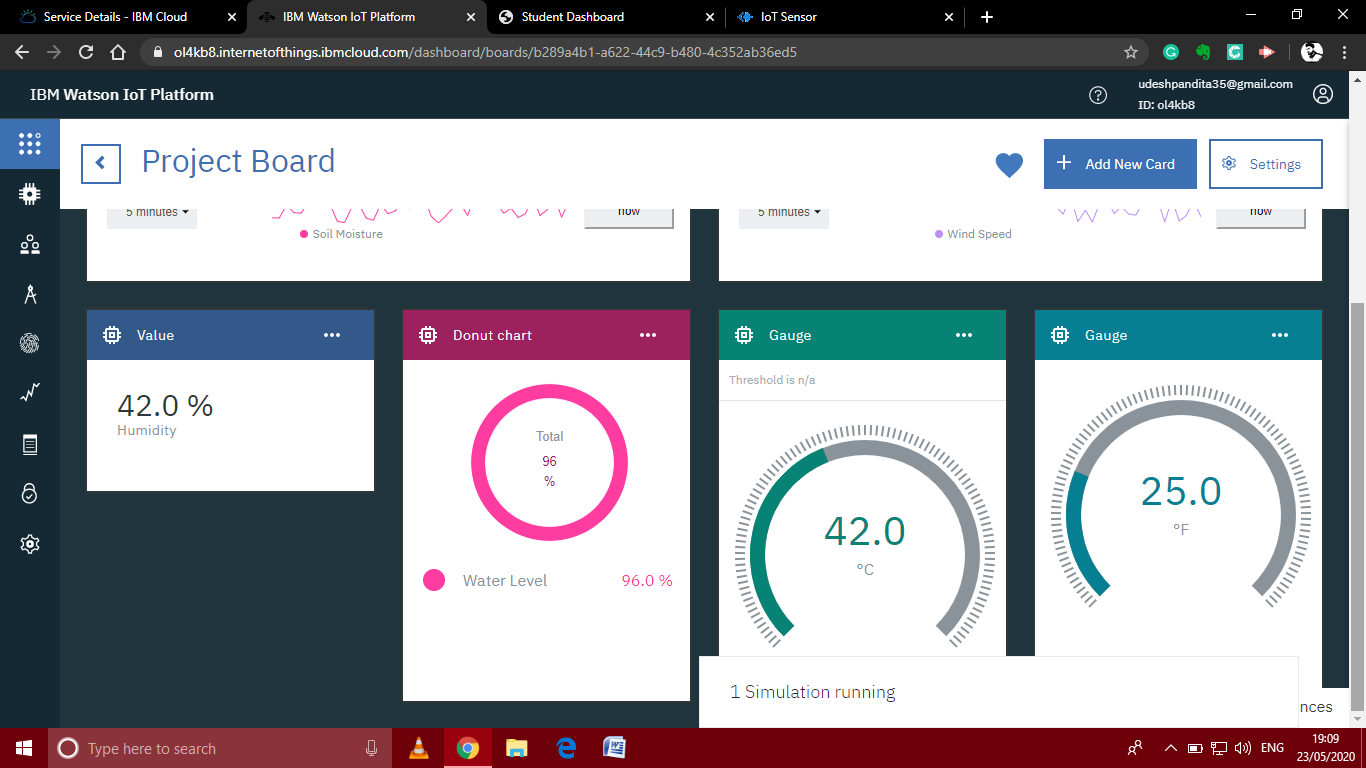 Service Details - IBM Cloud
IBM Watson IoT Platform
Student Dashboard
IoT Sensor
ol4kb8.internetofthings.ibmcloud.com/dashboard/boards/b289a4b1-a622-44c9-b480-4c352ab36ed5
IBM Watson IoT Platform
udeshpandita35@gmail.com
ID: ol4kb8
Project Board
Add New Card
Settings
5 minutes
now
Soil Moisture
5 minutes
now
Wind Speed
Value
42.0 %
Humidity
Donut chart
Total
96
%
Water Level
96.0 %
Gauge
Threshold is n/a
42.0
°C
Gauge
25.0
°F
1 Simulation running
nces
Type here to search
ENG
19:09
23/05/2020